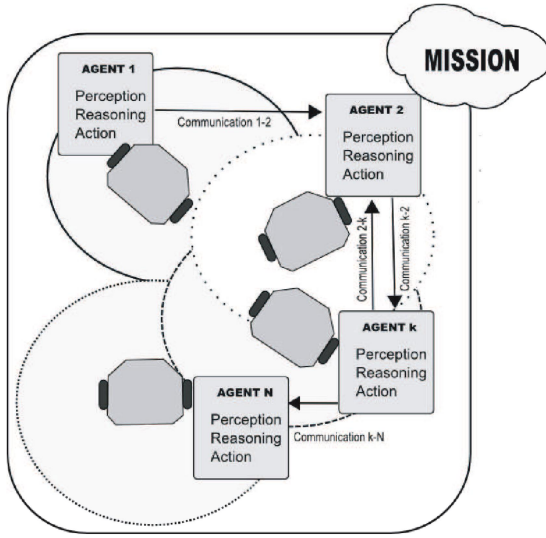 MISSION
AGENT 1
Perception
Reasoning
Action
Communication 1-2
AGENT 2
Perception
Reasoning
Action
Communication 2-k
Communication k-2
AGENT k
Perception
Reasoning
Action
AGENT N
Perception
Reasoning
Action
Communication k-N